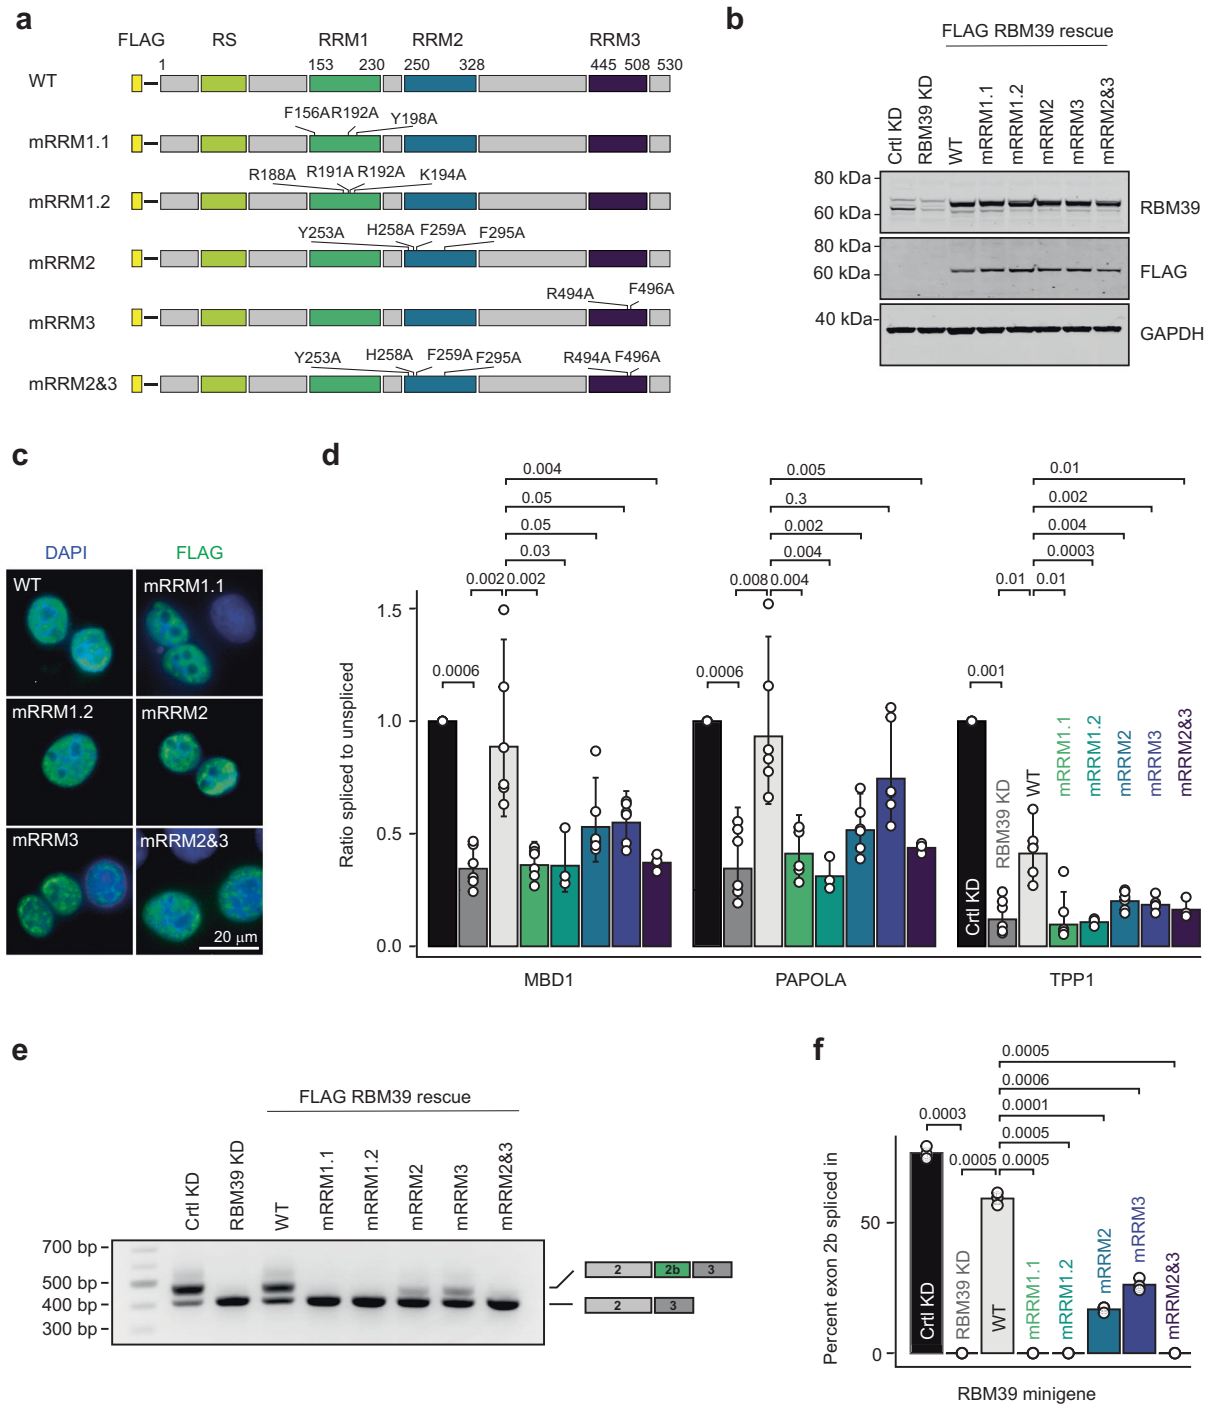 a
FLAG RS RRM1 RRM2 RRM3
1 153 230 250 328 445 508 530
WT
F156A R192A Y198A
mRRM1.1
R188A R191A R192A K194A
mRRM1.2
Y253A H258A F259A F295A
mRRM2
R494A F496A
mRRM3
Y253A H258A F259A F295A R494A F496A
mRRM2&3
b
FLAG RBM39 rescue
Crtl KD
RBM39 KD
WT
mRRM1.1
mRRM1.2
mRRM2
mRRM3
mRRM2&3
80 kDa
60 kDa
RBM39
80 kDa
60 kDa
FLAG
40 kDa
GAPDH
c
DAPI FLAG
WT mRRM1.1
mRRM1.2 mRRM2
mRRM3 mRRM2&3
20 µm
d
Ratio spliced to unspliced
1.5
1.0
0.5
0.0
0.004
0.05
0.05
0.03
0.002 0.002
0.0006
MBD1
0.005
0.3
0.002
0.004
0.008 0.004
0.0006
PAPOLA
0.01
0.002
0.004
0.0003
0.01 0.01
0.001
Crtl KD
RBM39 KD
WT
mRRM1.1
mRRM1.2
mRRM2
mRRM3
mRRM2&3
TPP1
e
FLAG RBM39 rescue
Crtl KD
RBM39 KD
WT
mRRM1.1
mRRM1.2
mRRM2
mRRM3
mRRM2&3
700 bp
500 bp
400 bp
300 bp
2 2b 3
2 3
f
0.0005
0.0006
0.0001
0.0005
0.0005 0.0005
0.0003
Percent exon 2b spliced in
50
0
Crtl KD
RBM39 KD
WT
mRRM1.1
mRRM1.2
mRRM2
mRRM3
mRRM2&3
RBM39 minigene